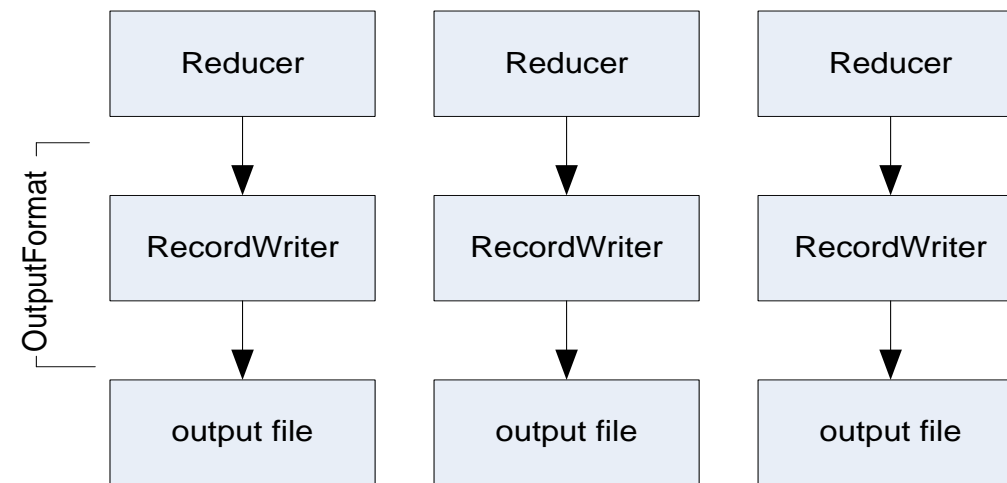 Reducer
Reducer
Reducer
OutputFormat
RecordWriter
RecordWriter
RecordWriter
output file
output file
output file